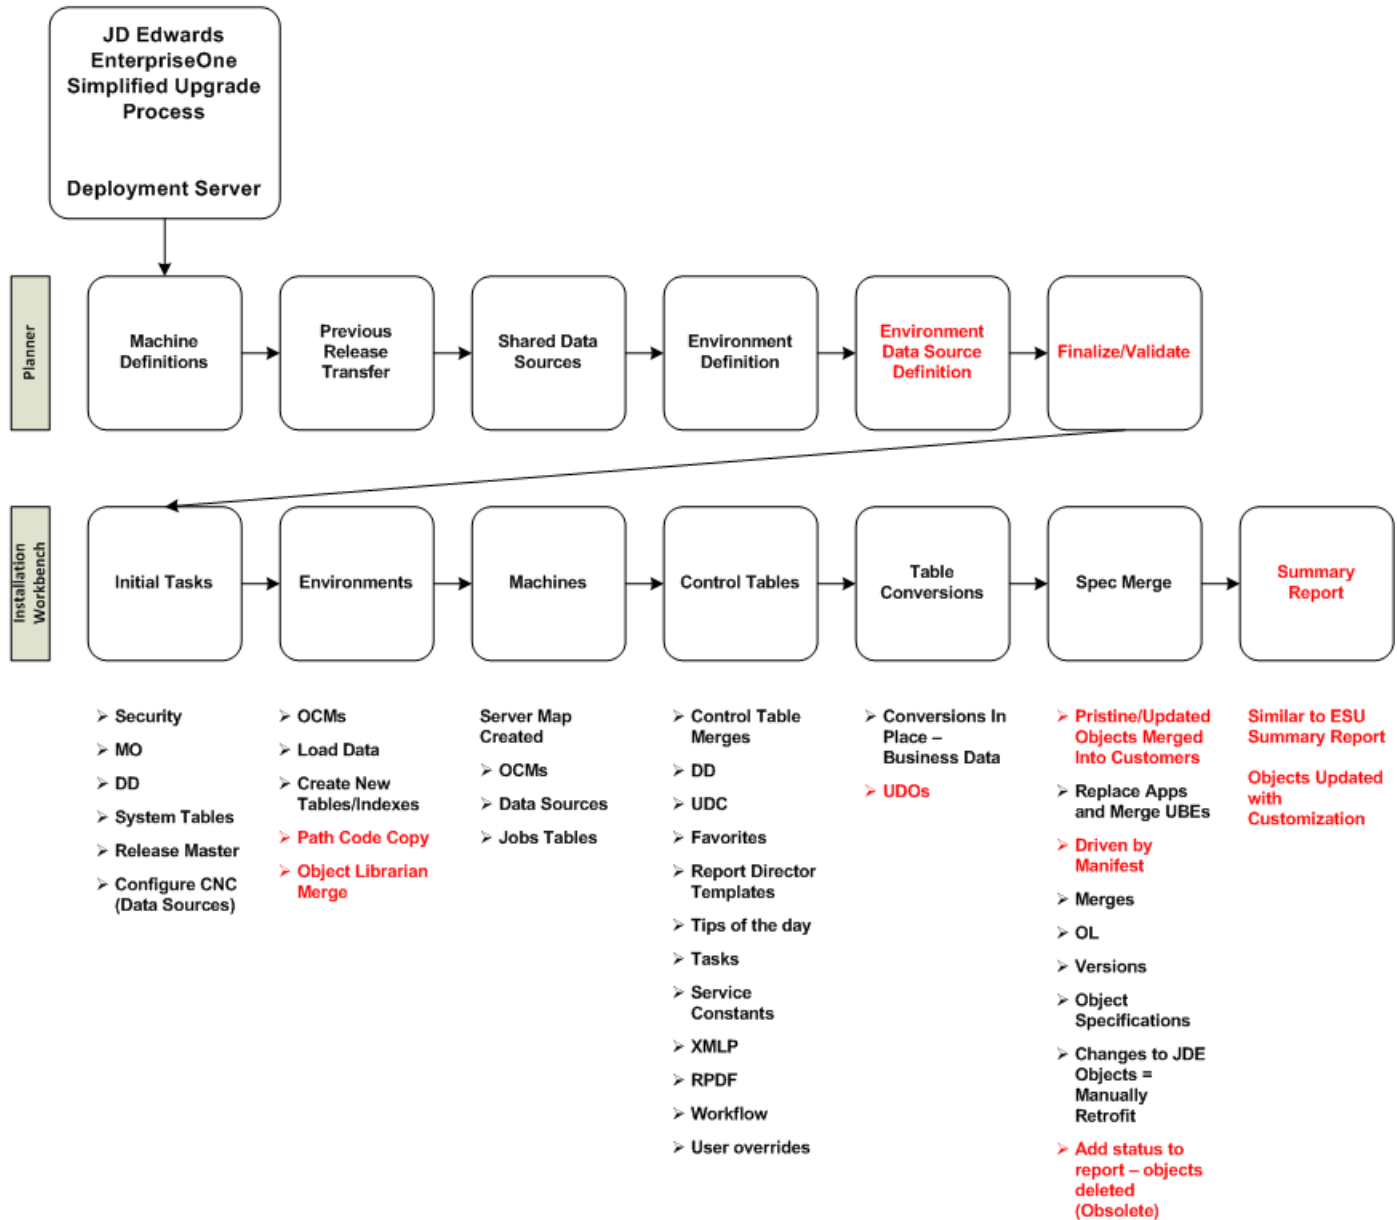 JD Edwards
EnterpriseOne
Simplified Upgrade
Process
Deployment Server
Planner
Machine
Definitions
Previous
Release
Transfer
Shared Data
Sources
Environment
Definition
Environment
Data Source
Definition
Finalize/Validate
Installation
Workbench
Initial Tasks
Environments
Machines
Control Tables
Table
Conversions
Spec Merge
Summary
Report
➢ Security
➢ MO
➢ DD
➢ System Tables
➢ Release Master
➢ Configure CNC
(Data Sources)
➢ OCMs
➢ Load Data
➢ Create New
Tables/Indexes
➢ Path Code Copy
➢ Object Librarian
Merge
Server Map
Created
➢ OCMs
➢ Data Sources
➢ Jobs Tables
➢ Control Table
Merges
➢ DD
➢ UDC
➢ Favorites
➢ Report Director
Templates
➢ Tips of the day
➢ Tasks
➢ Service
Constants
➢ XMLP
➢ RPDF
➢ Workflow
➢ User overrides
➢ Conversions In
Place –
Business Data
➢ UDOs
➢ Pristine/Updated
Objects Merged
Into Customers
➢ Replace Apps
and Merge UBEs
➢ Driven by
Manifest
➢ Merges
➢ OL
➢ Versions
➢ Object
Specifications
➢ Changes to JDE
Objects =
Manually
Retrofit
➢ Add status to
report – objects
deleted
(Obsolete)
Similar to ESU
Summary Report
Objects Updated
with
Customization